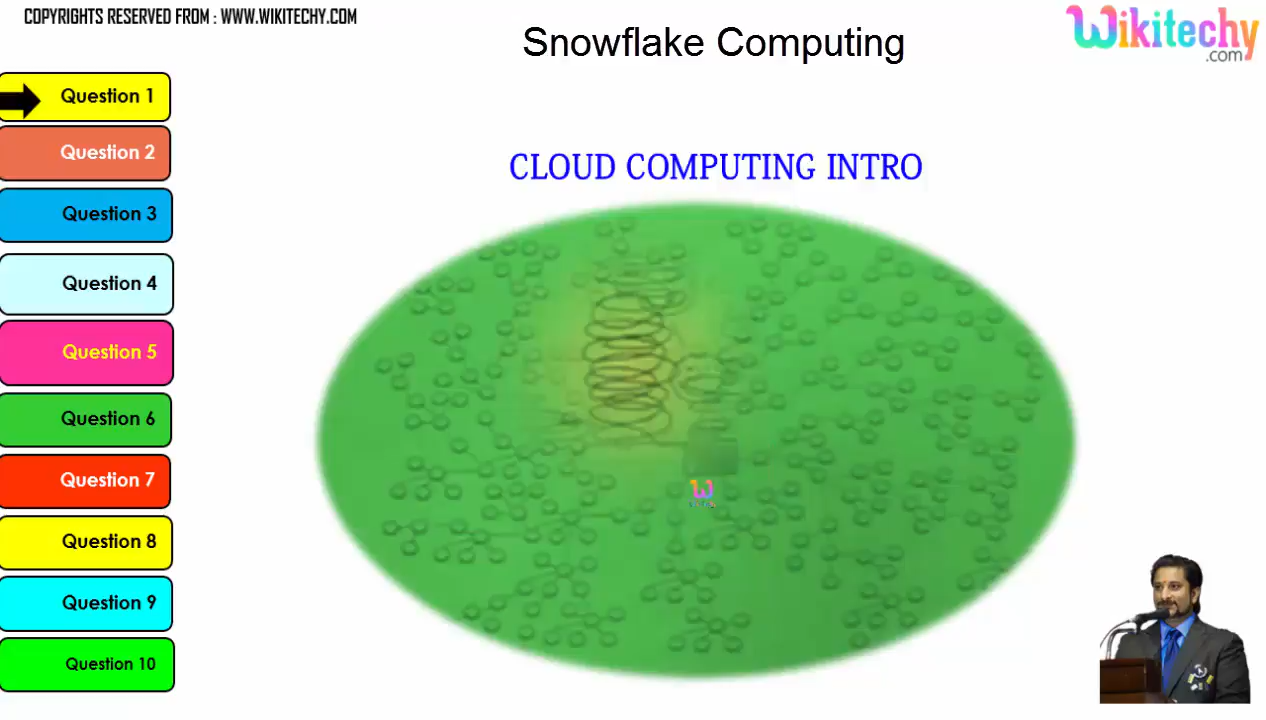 COPYRIGHTS RESERVED FROM : WWW.WIKITECHY.COM
Snowflake Computing
Wikitechy
.com
Question 1
Question 2
Question 3
Question 4
Question 5
Question 6
Question 7
Question 8
Question 9
Question 10
CLOUD COMPUTING INTRO
W